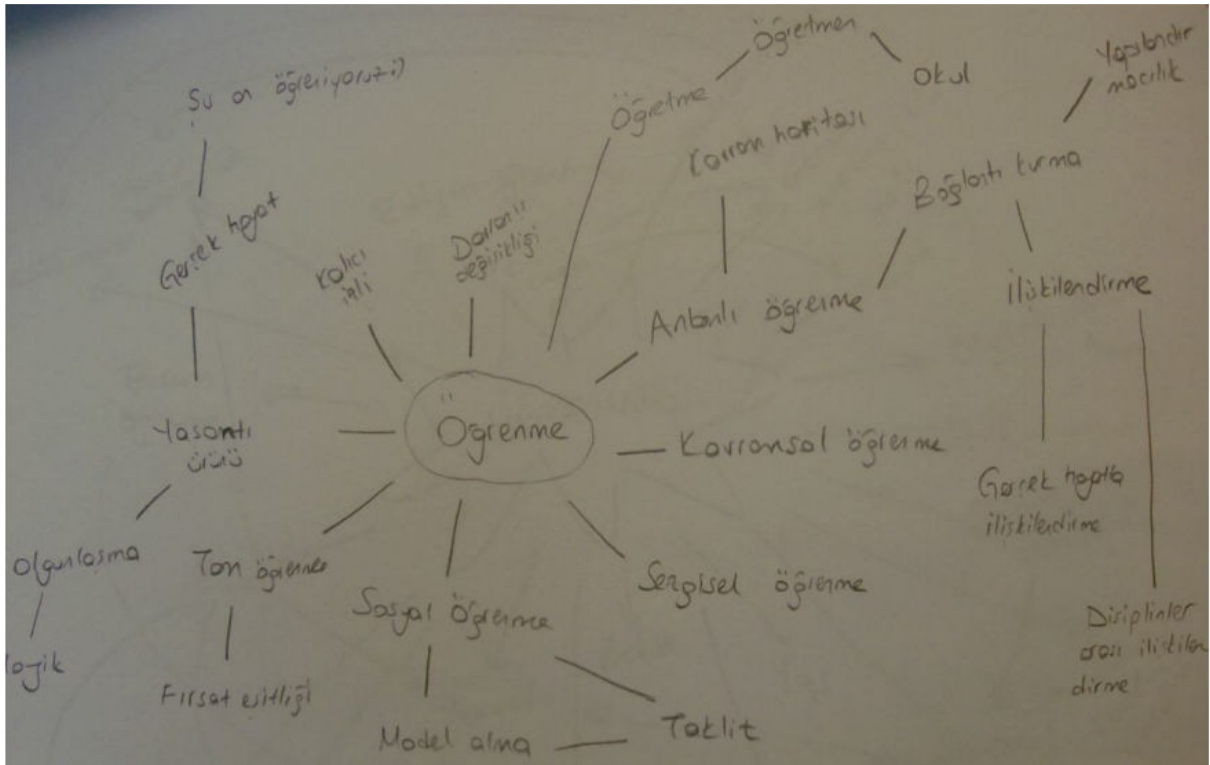 Öğretmen
Okul
Öğretme
Yapılandır
macılık
Şu an öğreniyoruz:)
Kavram haritası
Bağlantı kurma
Gerçek hayat
Kalıcı
izli
Davranış
değişikliği
İlişkilendirme
Anlamlı öğrenme
Öğrenme
Yaşantı
ürünü
Kavramsal öğrenme
Gerçek hayatla
ilişkilendirme
Olgunlaşma
Tam öğrenme
Sosyal öğrenme
Sezgisel öğrenme
Disiplinler
arası ilişkilen
dirme
lojik
Fırsat eşitliği
Model alma
Taklit